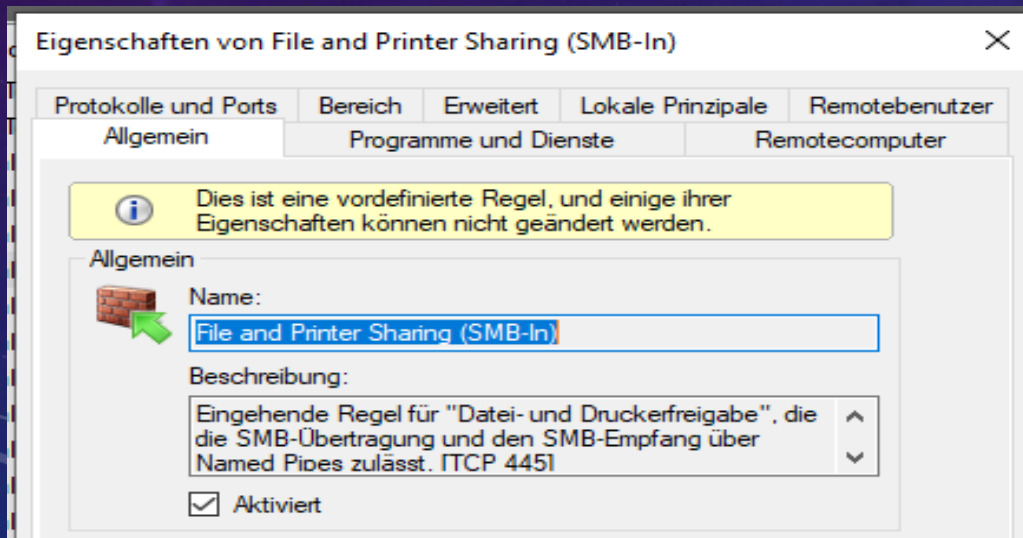 Eigenschaften von File and Printer Sharing (SMB-In)
Protokolle und Ports Bereich Erweitert Lokale Prinzipale Remotebenutzer
Allgemein Programme und Dienste Remotecomputer
Dies ist eine vordefinierte Regel, und einige ihrer
Eigenschaften können nicht geändert werden.
Allgemein
Name:
File and Printer Sharing (SMB-In)
Beschreibung:
Eingehende Regel für "Datei- und Druckerfreigabe", die
die SMB-Übertragung und den SMB-Empfang über
Named Pipes zulässt. [TCP 445]
Aktiviert